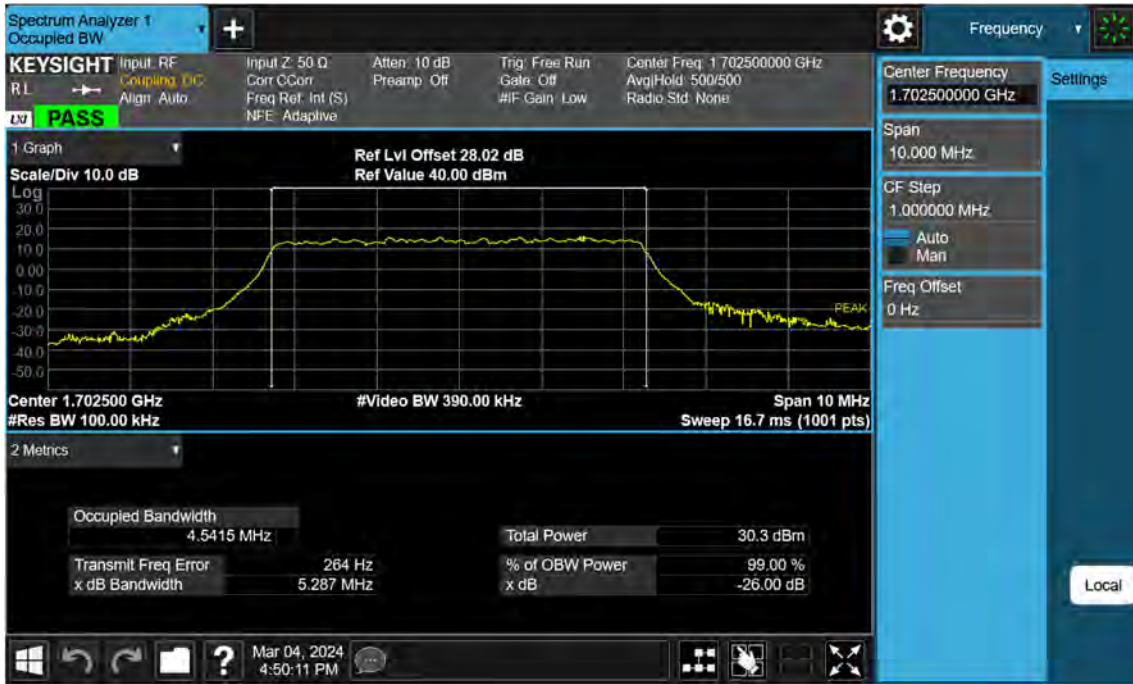 Spectrum Analyzer 1
Occupied BW
+
Frequency
KEYSIGHT
RL
LXI PASS
Input: RF
Coupling: DC
Align: Auto
Input Z: 50 Ω
Corr CCorr
Freq Ref: Int (S)
NFE: Adaptive
Atten: 10 dB
Preamp: Off
Trig: Free Run
Gate: Off
#IF Gain: Low
Center Freq: 1.702500000 GHz
Avg|Hold: 500/500
Radio Std: None
Center Frequency
1.702500000 GHz
Settings
Span
10.000 MHz
CF Step
1.000000 MHz
Auto
Man
Freq Offset
0 Hz
Local
1 Graph
Scale/Div 10.0 dB
Ref Lvl Offset 28.02 dB
Ref Value 40.00 dBm
Log
30.0
20.0
10.0
0.00
-10.0
-20.0
-30.0
-40.0
-50.0
PEAK
Center 1.702500 GHz
#Res BW 100.00 kHz
#Video BW 390.00 kHz
Span 10 MHz
Sweep 16.7 ms (1001 pts)
2 Metrics
Occupied Bandwidth
4.5415 MHz
Transmit Freq Error 264 Hz
x dB Bandwidth 5.287 MHz
Total Power 30.3 dBm
% of OBW Power 99.00 %
x dB -26.00 dB
?
Mar 04, 2024
4:50:11 PM